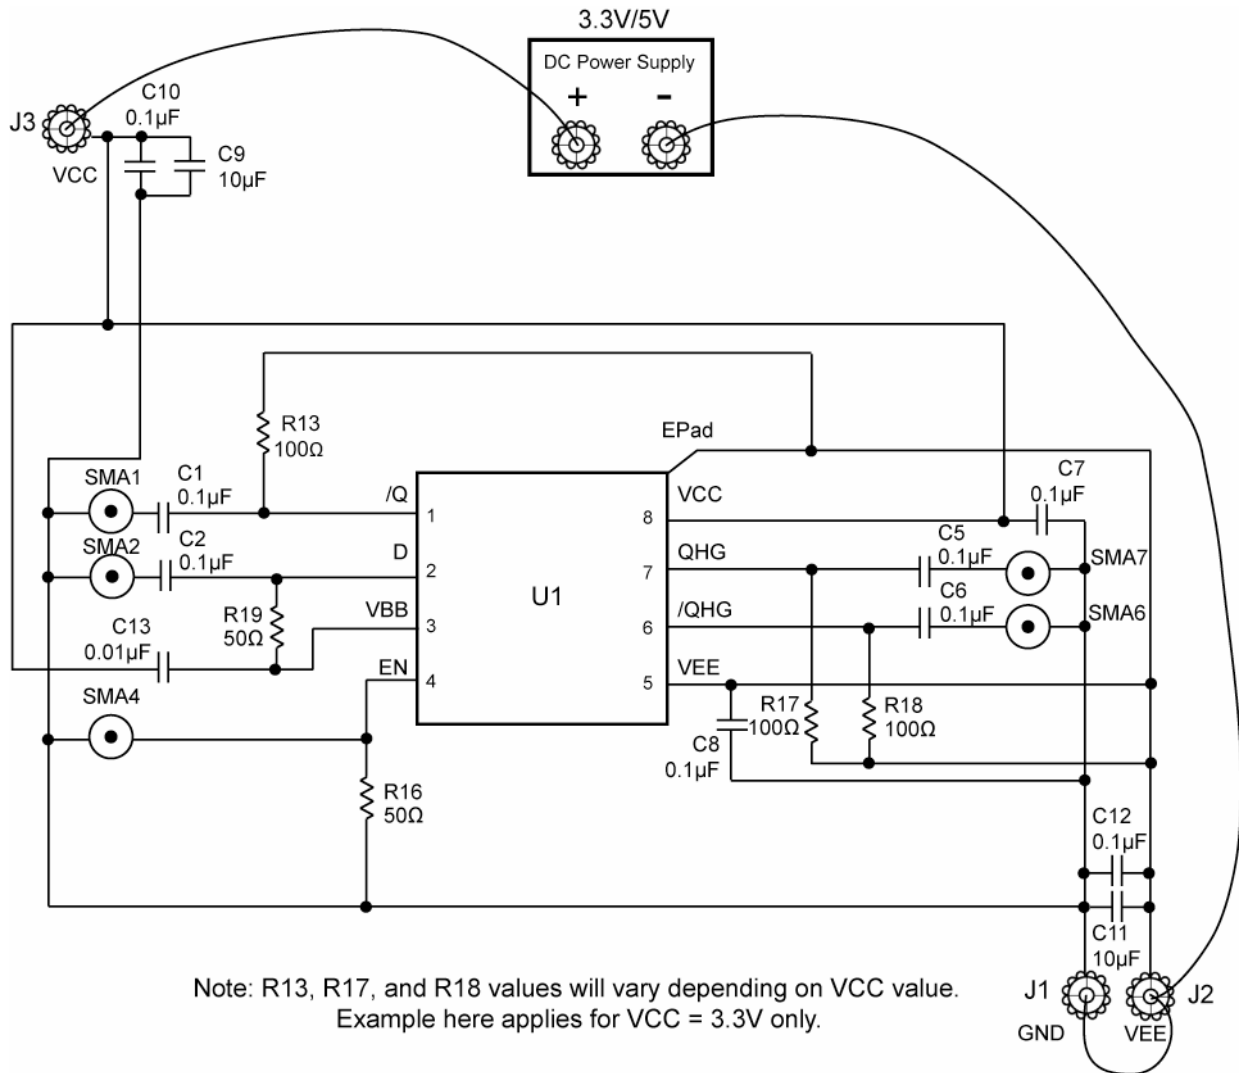 3.3V/5V
DC Power Supply
+ -
J3
VCC
C10
0.1µF
C9
10µF
R13
100Ω
EPad
SMA1
C1
0.1µF
/Q
1
SMA2
C2
0.1µF
D
2
R19
50Ω
VBB
3
C13
0.01µF
EN
4
SMA4
R16
50Ω
U1
VCC
8
C7
0.1µF
QHG
7
C5
0.1µF
SMA7
/QHG
6
C6
0.1µF
SMA6
VEE
5
R17
100Ω
R18
100Ω
C8
0.1µF
C12
0.1µF
C11
10µF
J1
GND
J2
VEE
Note: R13, R17, and R18 values will vary depending on VCC value.
Example here applies for VCC = 3.3V only.